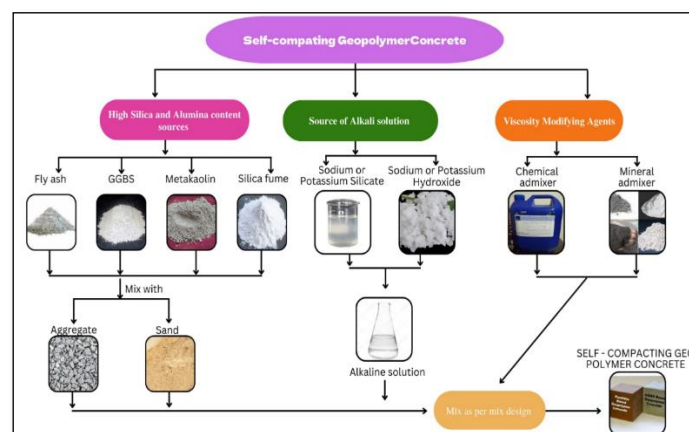 Self-compating GeopolymerConcrete
High Silica and Alumina content
sources
Source of Alkali solution
Viscosity Modifying Agents
Fly ash
GGBS
Metakaolin
Silica fume
Sodium or
Potassium Silicate
Sodium or Potassium
Hydroxide
Chemical
admixer
Mineral
admixer
Mix with
Aggregate
Sand
Alkaline solution
Mix as per mix design
SELF - COMPACTING GEO
POLYMER CONCRETE